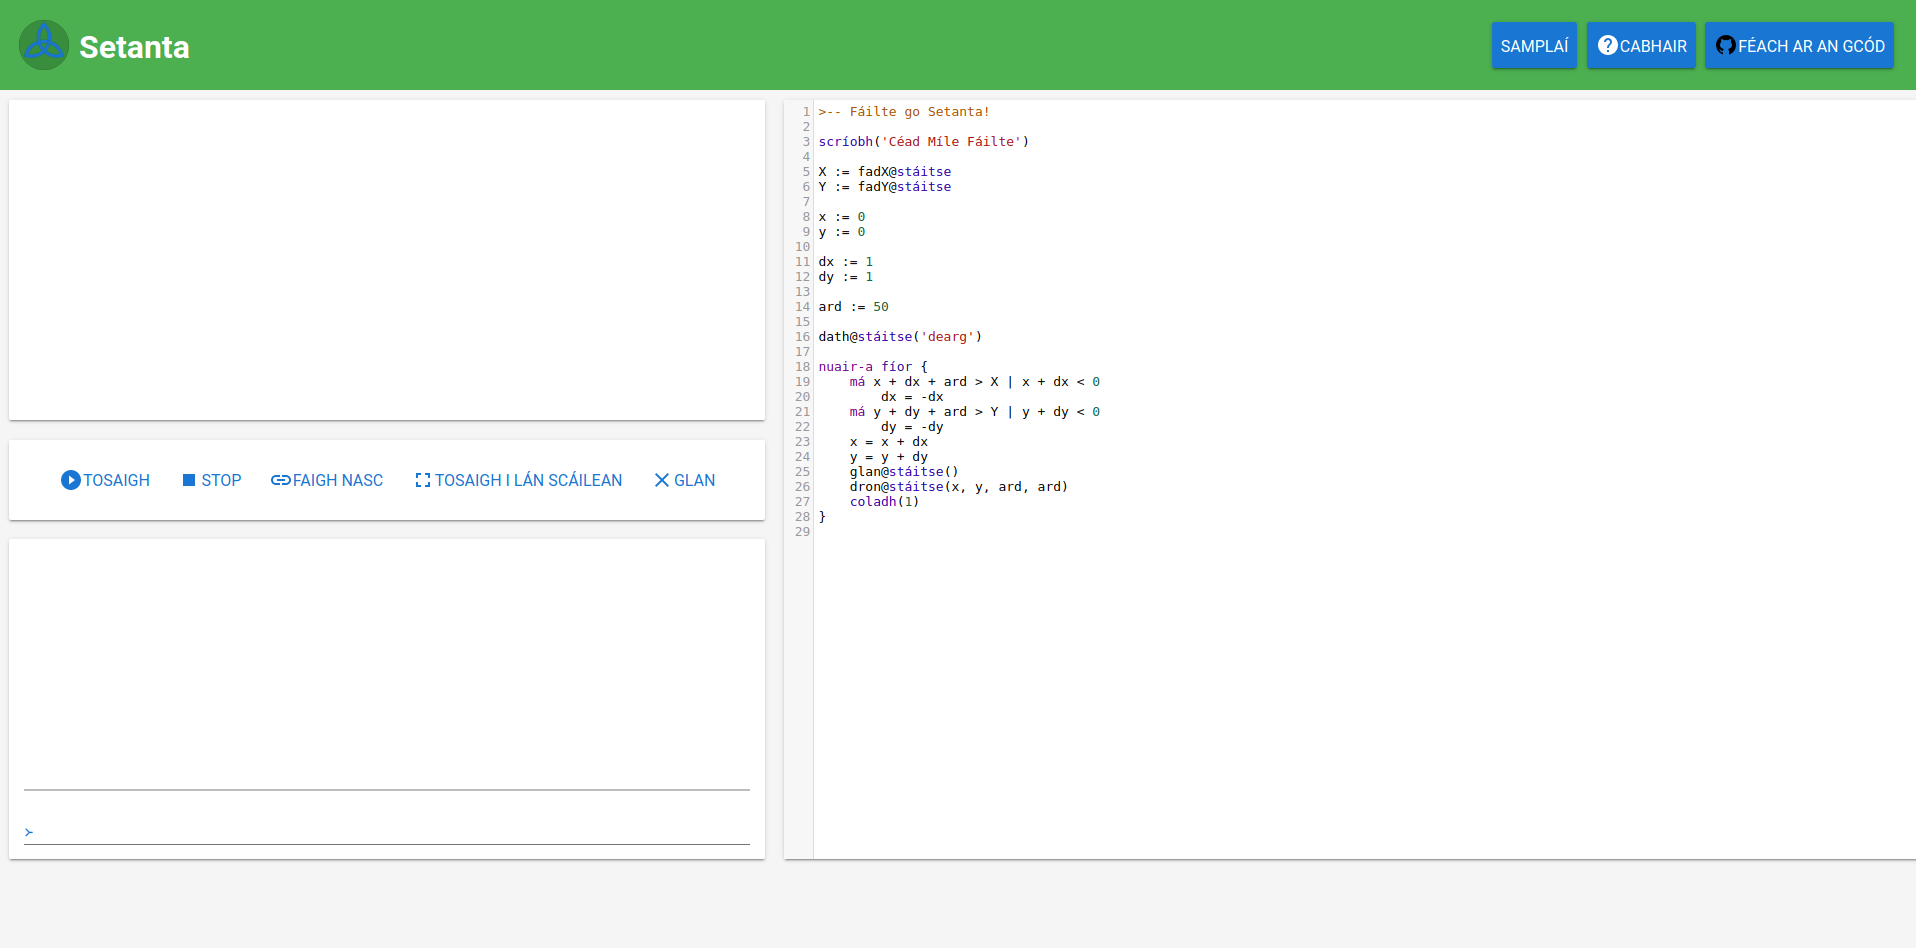 Setanta
SAMPLAÍ
CABHAIR
FÉACH AR AN GCÓD
TOSAIGH
STOP
FAIGH NASC
TOSAIGH I LÁN SCÁILEAN
GLAN
>
1 >-- Fáilte go Setanta!
2
3 scríobh('Céad Míle Fáilte')
4
5 X := fadX@stáitse
6 Y := fadY@stáitse
7
8 x := 0
9 y := 0
10
11 dx := 1
12 dy := 1
13
14 ard := 50
15
16 dath@stáitse('dearg')
17
18 nuair-a fíor {
19     má x + dx + ard > X | x + dx < 0
20         dx = -dx
21     má y + dy + ard > Y | y + dy < 0
22         dy = -dy
23     x = x + dx
24     y = y + dy
25     glan@stáitse()
26     dron@stáitse(x, y, ard, ard)
27     coladh(1)
28 }
29